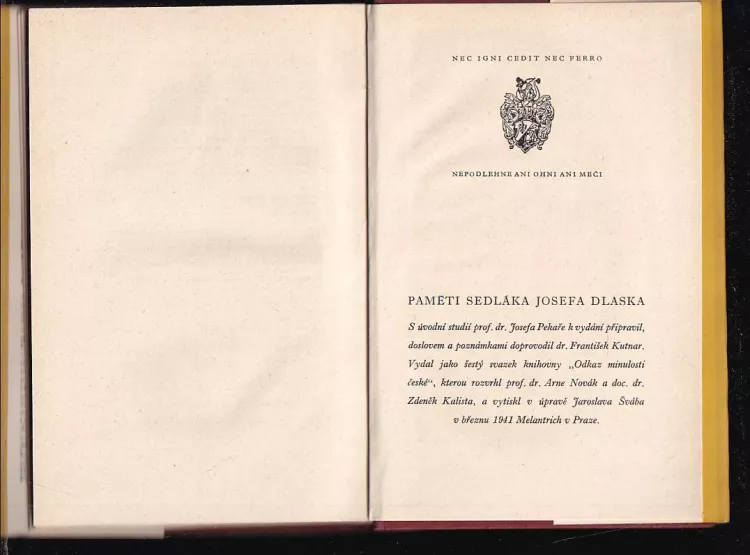 NEC IGNI CEDIT NEC FERRO
NEPODLEHNE ANI OHNI ANI MEČI
PAMĚTI SEDLÁKA JOSEFA DLASKA
S úvodní studií prof. dr. Josefa Pekaře k vydání připravil,
doslovem a poznámkami doprovodil dr. František Kutnar.
Vydal jako šestý svazek knihovny „Odkaz minulosti
české“, kterou rozvrhl prof. dr. Arne Novák a doc. dr.
Zdeněk Kalista, a vytiskl v úpravě Jaroslava Švába
v březnu 1941 Melantrich v Praze.